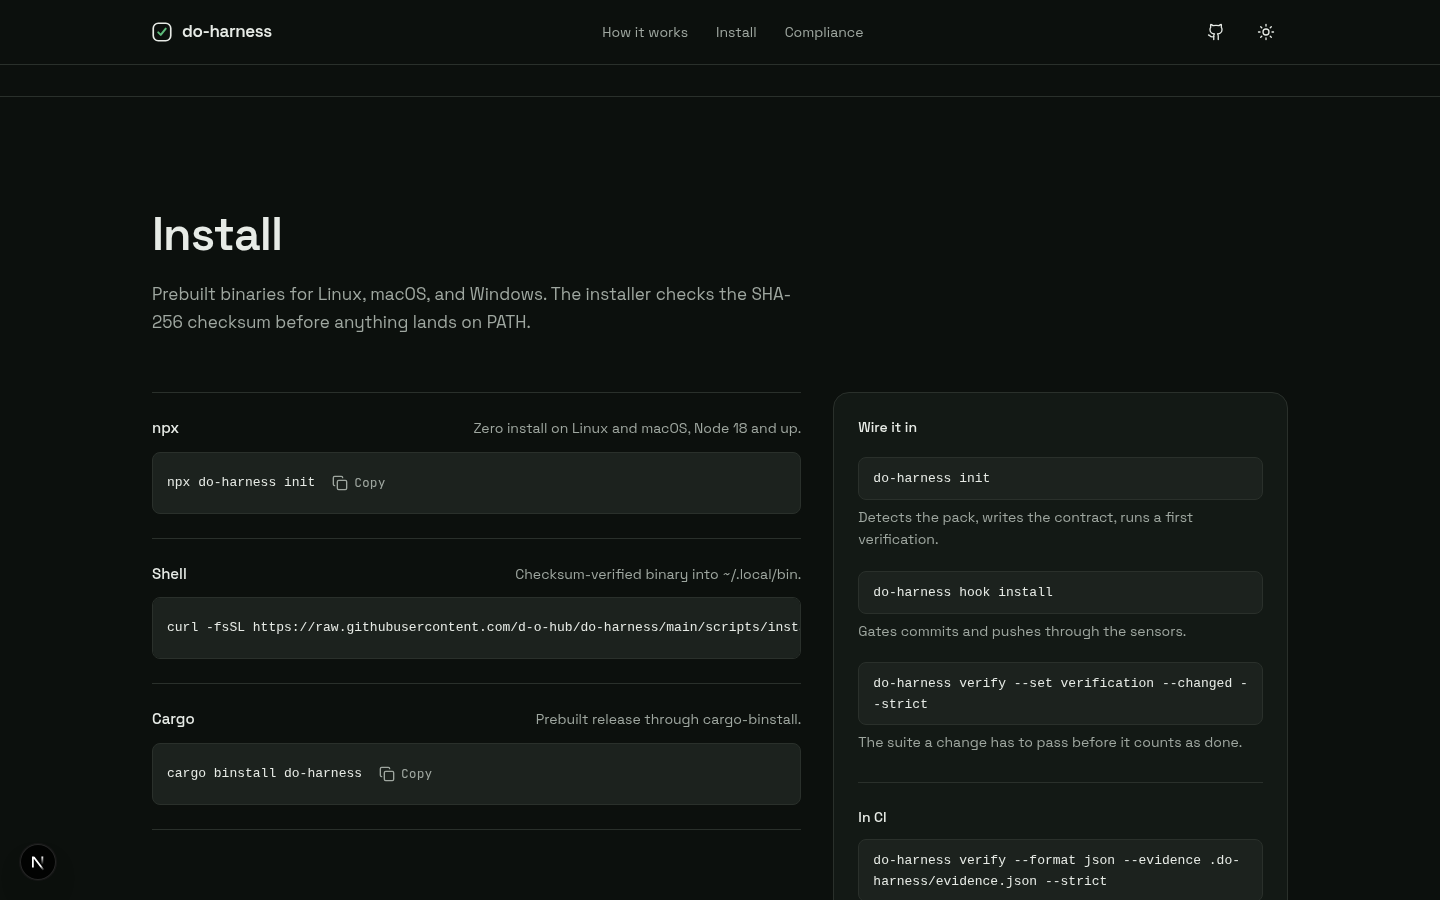 do-harness
How it works
Install
Compliance
Install
Prebuilt binaries for Linux, macOS, and Windows. The installer checks the SHA-
256 checksum before anything lands on PATH.
npx
Zero install on Linux and macOS, Node 18 and up.
npx do-harness init
Copy
Shell
Checksum-verified binary into ~/.local/bin.
curl -fsSL https://raw.githubusercontent.com/d-o-hub/do-harness/main/scripts/inst
Cargo
Prebuilt release through cargo-binstall.
cargo binstall do-harness
Copy
Wire it in
do-harness init
Detects the pack, writes the contract, runs a first
verification.
do-harness hook install
Gates commits and pushes through the sensors.
do-harness verify --set verification --changed -
-strict
The suite a change has to pass before it counts as done.
In CI
do-harness verify --format json --evidence .do-
harness/evidence.json --strict